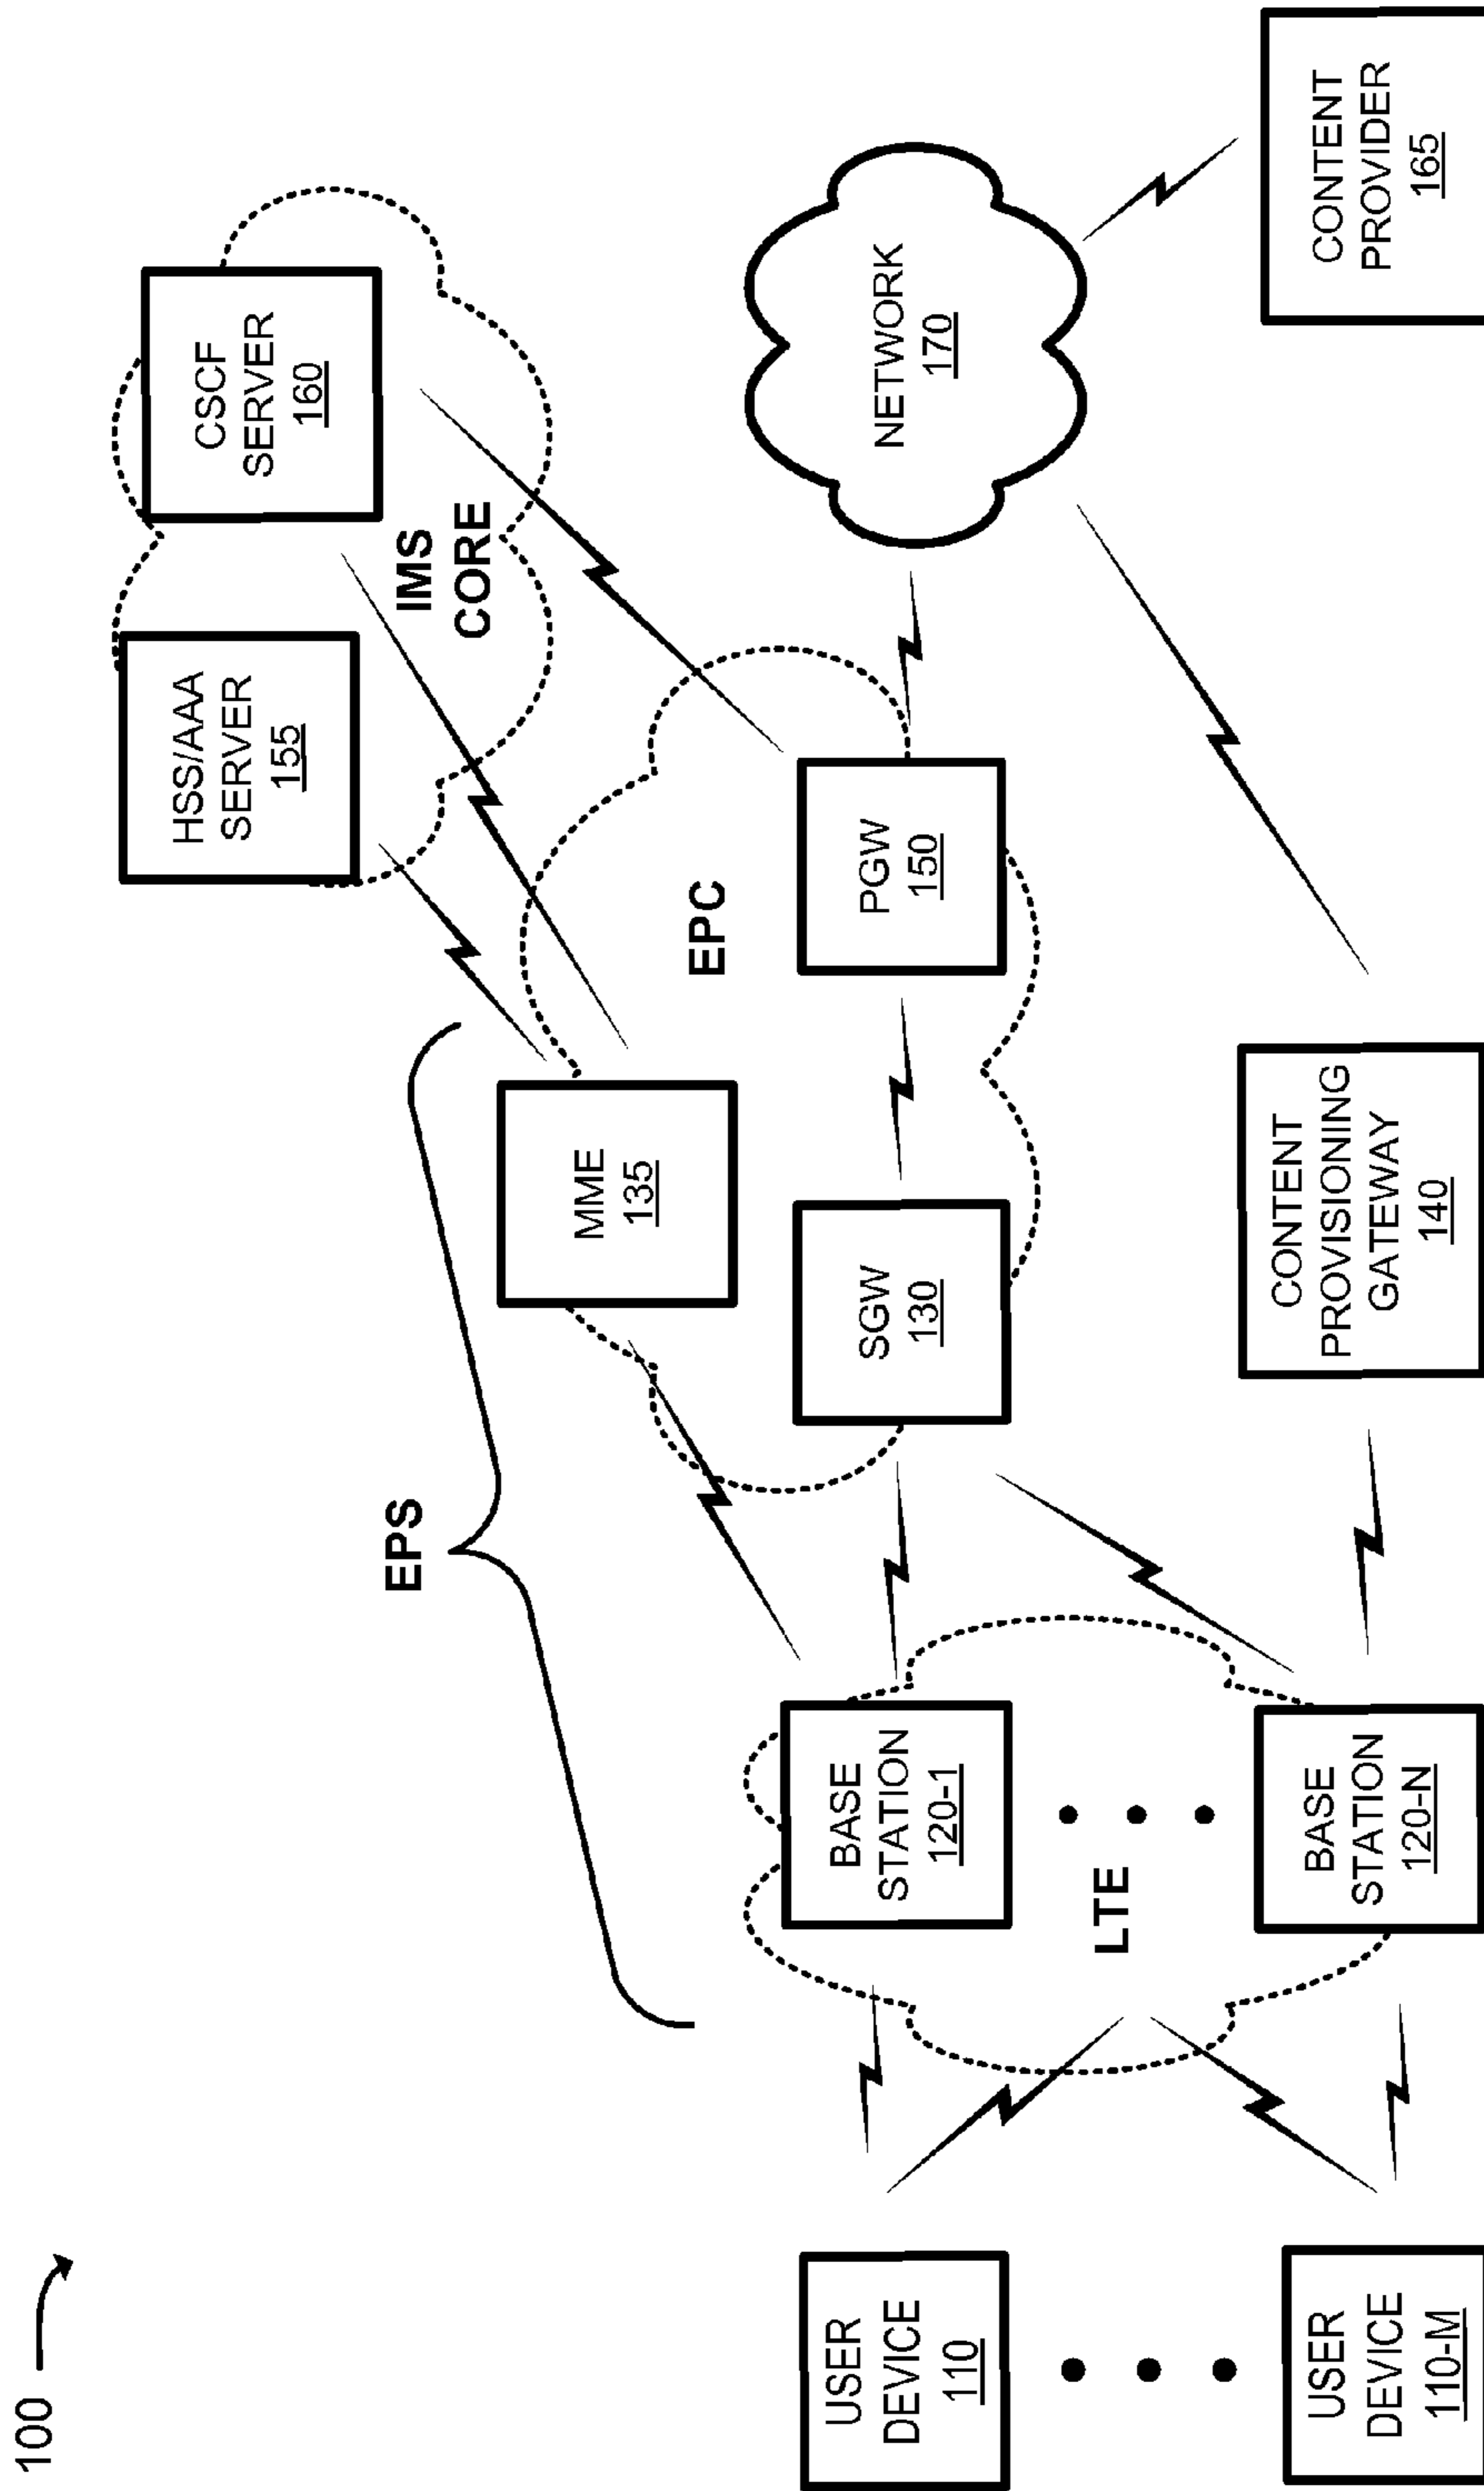 100
EPS
HSS/AAA
SERVER
155
CSCF
SERVER
160
IMS
CORE
MME
135
EPC
USER
DEVICE
110
BASE
STATION
120-1
SGW
130
PGW
150
NETWORK
170
LTE
USER
DEVICE
110-M
BASE
STATION
120-N
CONTENT
PROVISIONING
GATEWAY
140
CONTENT
PROVIDER
165